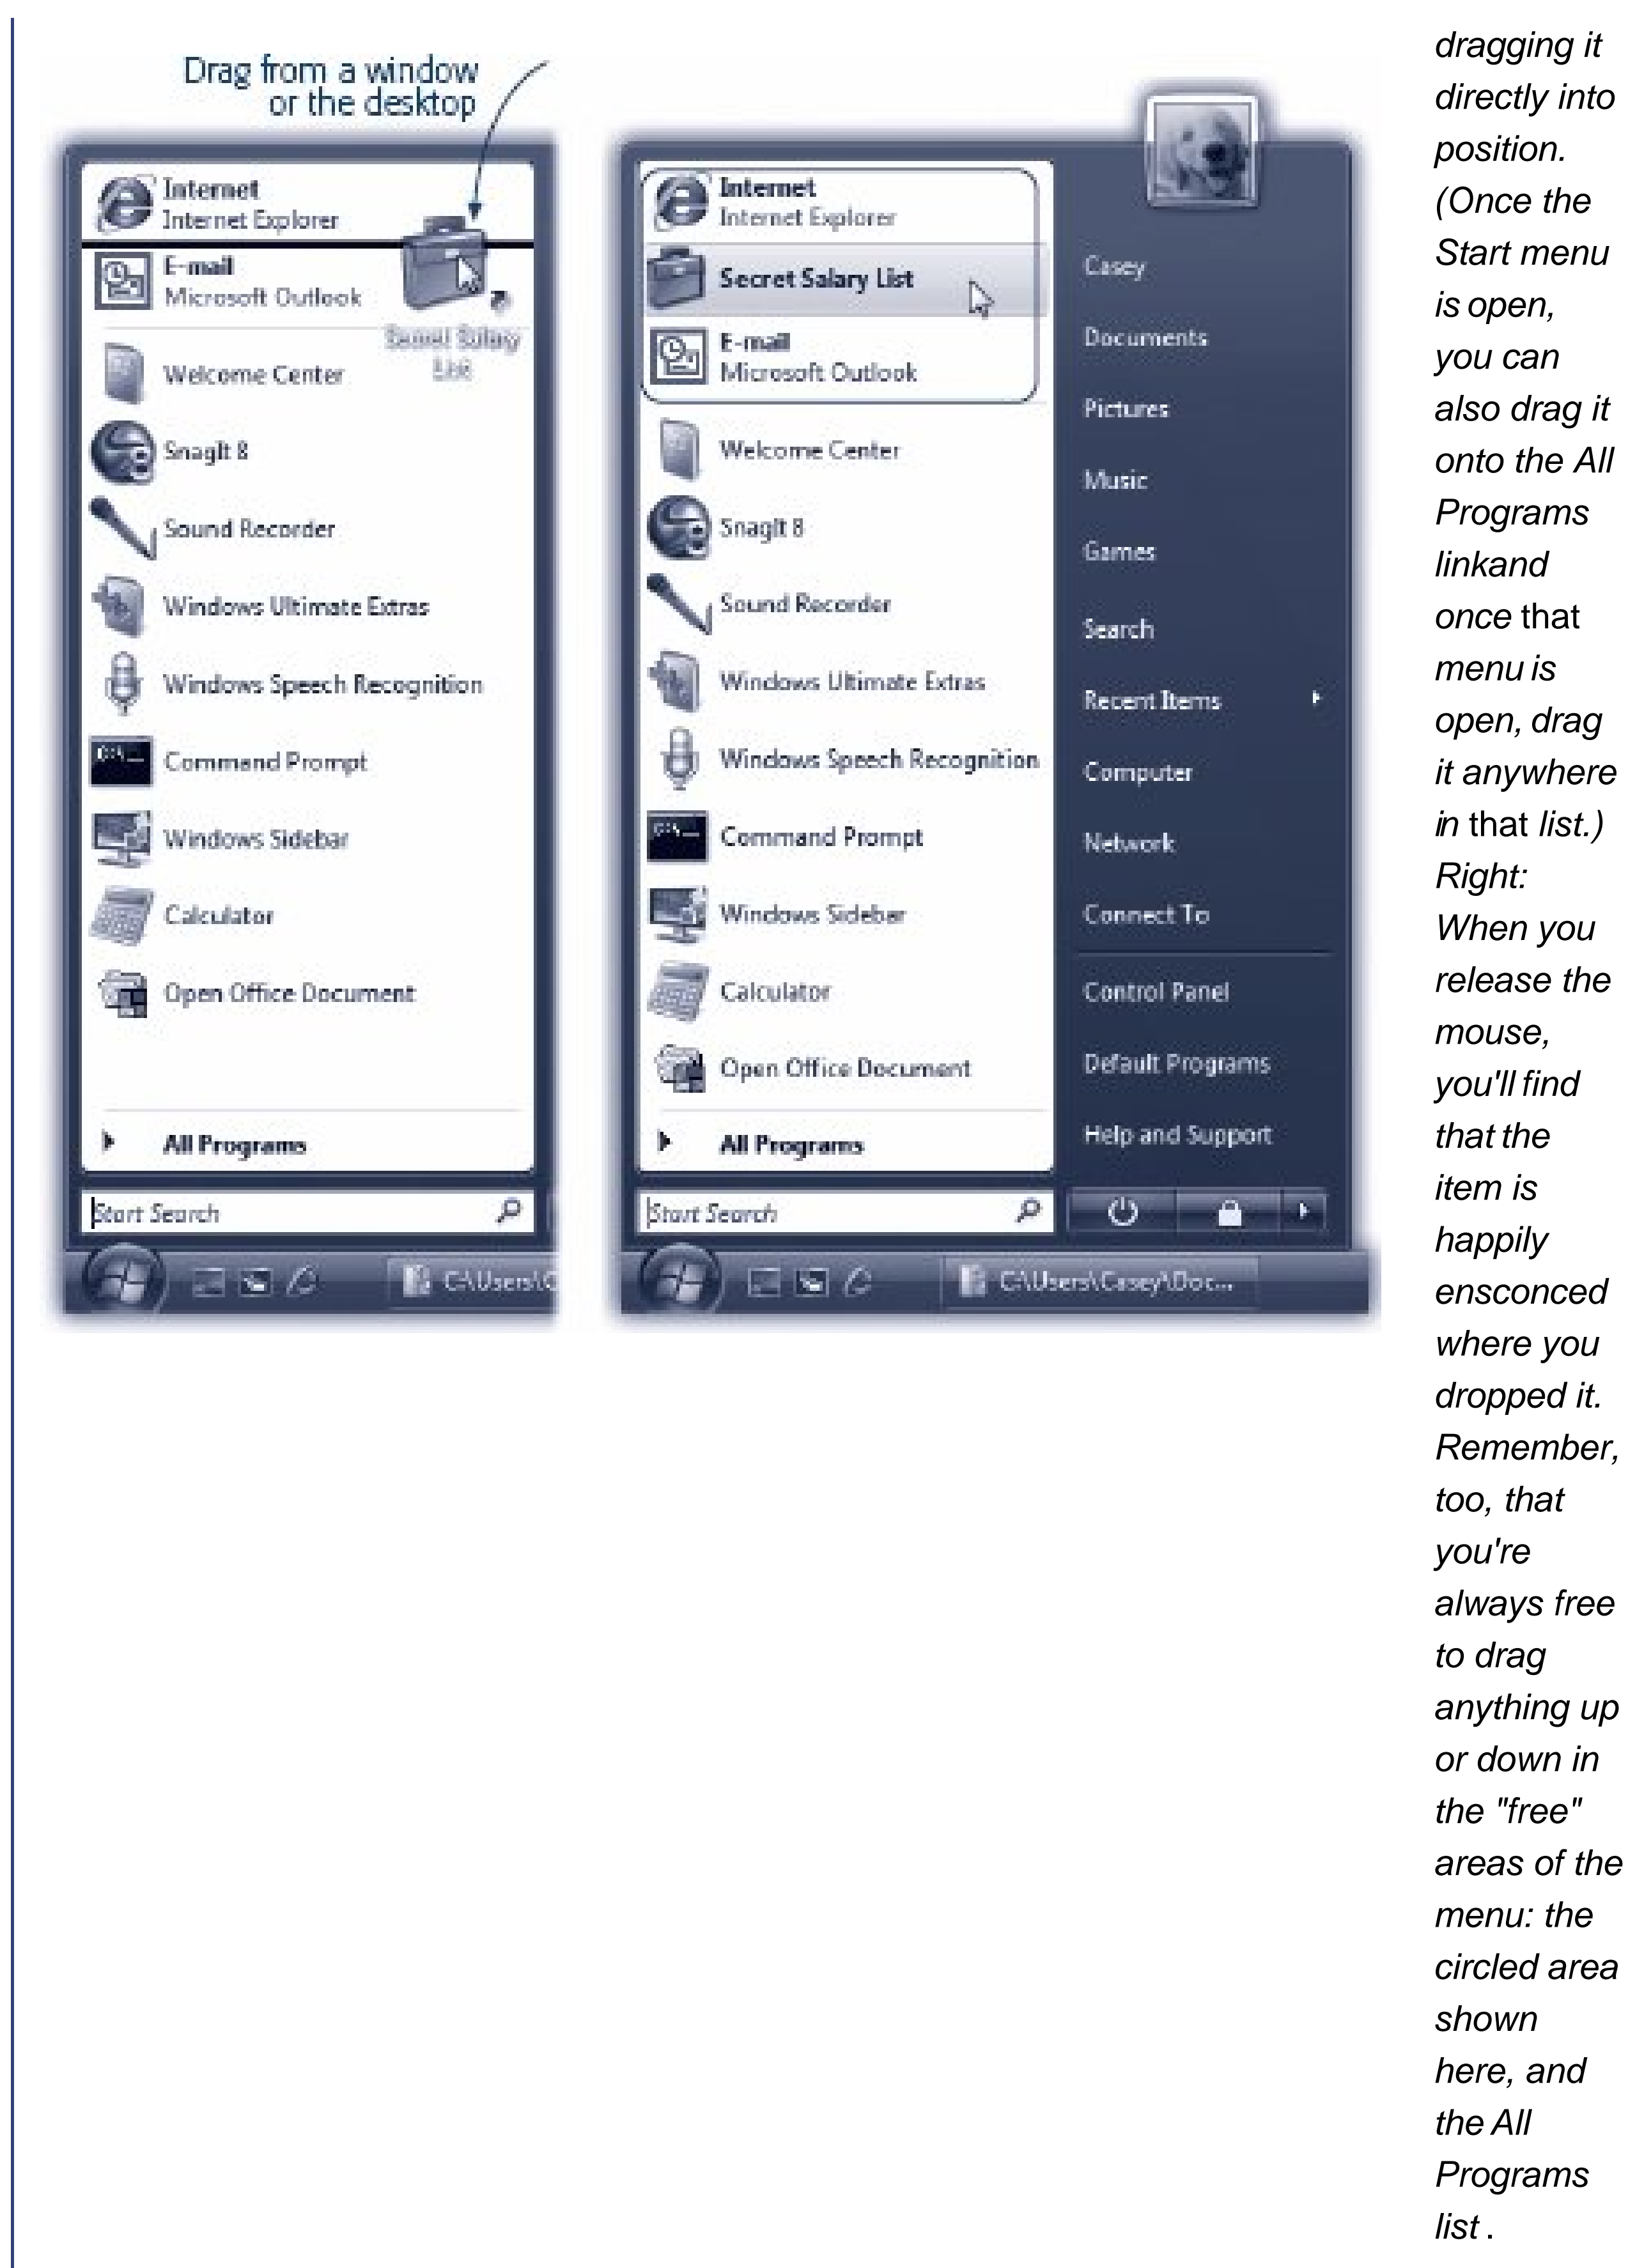 Drag from a window
or the desktop
Internet
Internet Explorer
E-mail
Microsoft Outlook
Secret Salary
List
Welcome Center
SnagIt 8
Sound Recorder
Windows Ultimate Extras
Windows Speech Recognition
Command Prompt
Windows Sidebar
Calculator
Open Office Document
All Programs
Start Search
C:\Users\C
Internet
Internet Explorer
Secret Salary List
E-mail
Microsoft Outlook
Welcome Center
SnagIt 8
Sound Recorder
Windows Ultimate Extras
Windows Speech Recognition
Command Prompt
Windows Sidebar
Calculator
Open Office Document
All Programs
Start Search
Casey
Documents
Pictures
Music
Games
Search
Recent Items
Computer
Network
Connect To
Control Panel
Default Programs
Help and Support
C:\Users\Casey\Doc...
dragging it
directly into
position.
(Once the
Start menu
is open,
you can
also drag it
onto the All
Programs
linkand
once that
menu is
open, drag
it anywhere
in that list.)
Right:
When you
release the
mouse,
you'll find
that the
item is
happily
ensconced
where you
dropped it.
Remember,
too, that
you're
always free
to drag
anything up
or down in
the "free"
areas of the
menu: the
circled area
shown
here, and
the All
Programs
list .